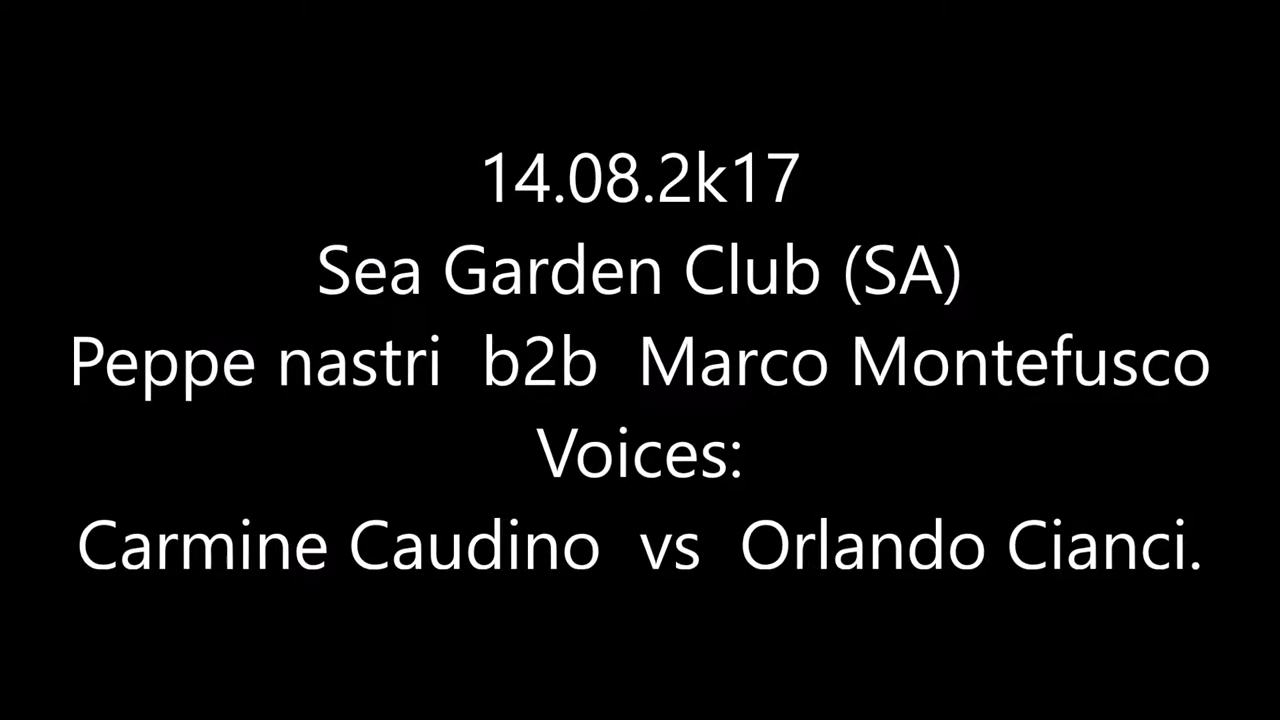 14.08.2k17
Sea Garden Club (SA)
Peppe nastri b2b Marco Montefusco
Voices:
Carmine Caudino vs Orlando Cianci.